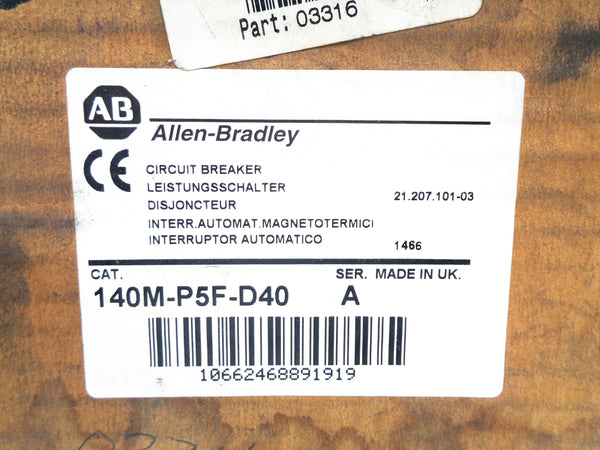 Part: 03316
AB
Allen-Bradley
CE
CIRCUIT BREAKER
LEISTUNGSSCHALTER
DISJONCTEUR
21.207.101-03
INTERR.AUTOMAT.MAGNETOTERMICI
INTERRUPTOR AUTOMATICO
1466
CAT.
SER. MADE IN UK.
140M-P5F-D40 A
10662468891919